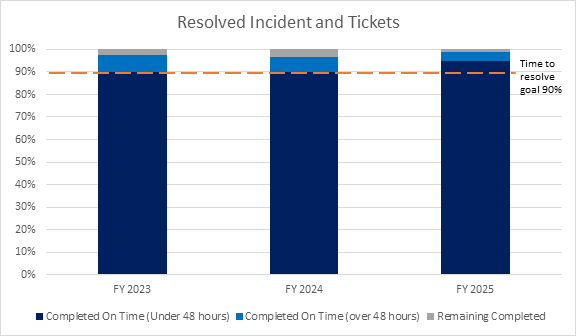 Resolved Incident and Tickets
100%
90%
80%
70%
60%
50%
40%
30%
20%
10%
0%
Time to
resolve
goal 90%
FY 2023
FY 2024
FY 2025
Completed On Time (Under 48 hours)
Completed On Time (over 48 hours)
Remaining Completed